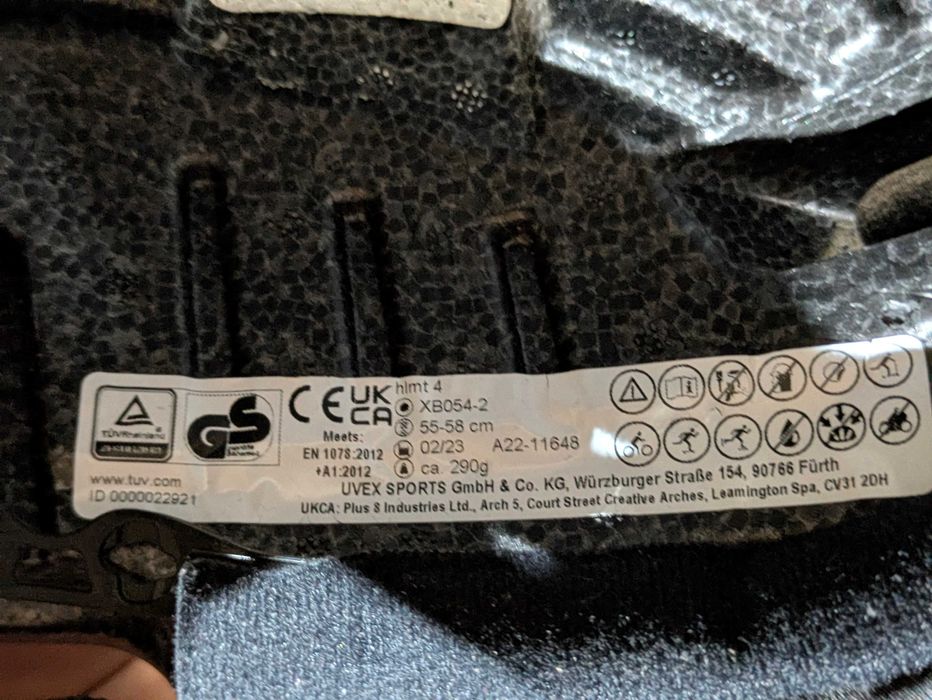 TÜVRheinland
GS
CE UK CA
hlmt 4
XB054-2
Meets:
55-58 cm
EN 1078:2012
02/23 A22-11648
+A1:2012
ca. 290g
www.tuv.com
ID 0000022921
UVEX SPORTS GmbH & Co. KG, Würzburger Straße 154, 90766 Fürth
UKCA: Plus 8 Industries Ltd., Arch 5, Court Street Creative Arches, Leamington Spa, CV31 2DH